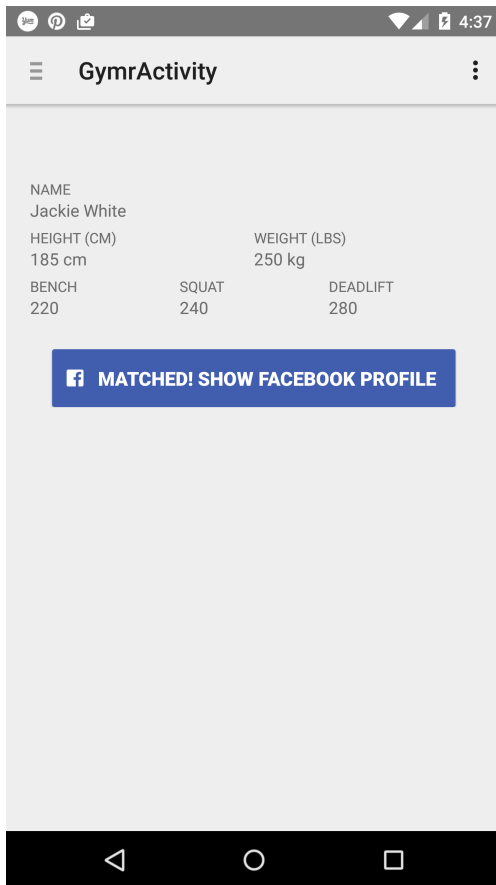 4:37
GymrActivity
NAME
Jackie White
HEIGHT (CM) WEIGHT (LBS)
185 cm 250 kg
BENCH SQUAT DEADLIFT
220 240 280
MATCHED! SHOW FACEBOOK PROFILE